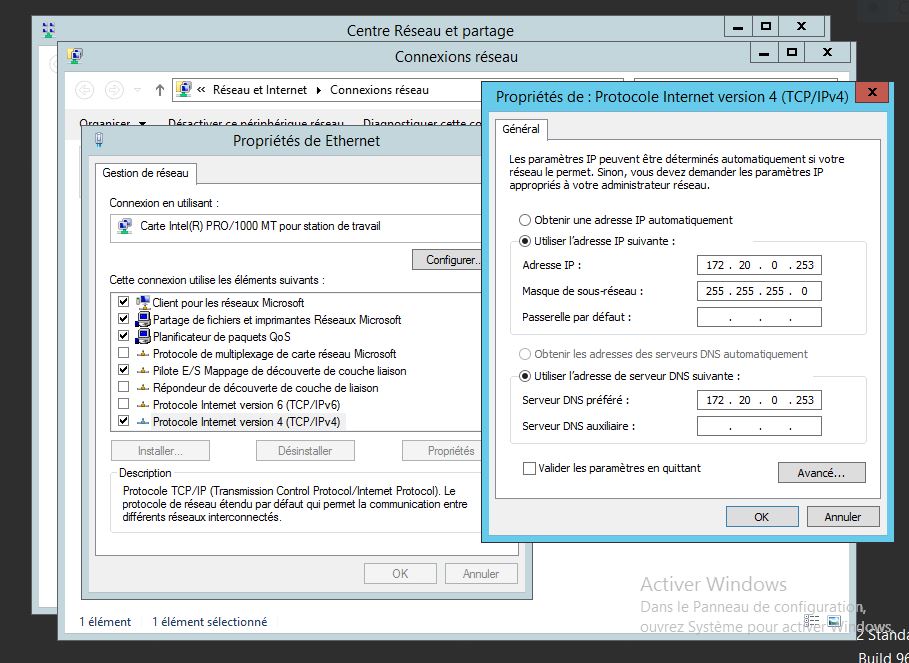 Centre Réseau et partage
Connexions réseau
Réseau et Internet
Connexions réseau
Organiser
Désactiver ce périphérique réseau
Diagnostiquer cette
Propriétés de Ethernet
Gestion de réseau
Connexion en utilisant :
Carte Intel(R) PRO/1000 MT pour station de travail
Configurer...
Cette connexion utilise les éléments suivants :
Client pour les réseaux Microsoft
Partage de fichiers et imprimantes Réseaux Microsoft
Planificateur de paquets QoS
Protocole de multiplexage de carte réseau Microsoft
Pilote E/S Mappage de découverte de couche liaison
Répondeur de découverte de couche de liaison
Protocole Internet version 6 (TCP/IPv6)
Protocole Internet version 4 (TCP/IPv4)
Installer...
Désinstaller
Propriétés
Description
Protocole TCP/IP (Transmission Control Protocol/Internet Protocol). Le
protocole de réseau étendu par défaut qui permet la communication entre
différents réseaux interconnectés.
OK
Annuler
1 élément
1 élément sélectionné
Propriétés de : Protocole Internet version 4 (TCP/IPv4)
Général
Les paramètres IP peuvent être déterminés automatiquement si votre
réseau le permet. Sinon, vous devez demander les paramètres IP
appropriés à votre administrateur réseau.
Obtenir une adresse IP automatiquement
Utiliser l'adresse IP suivante :
Adresse IP :
172 . 20 . 0 . 253
Masque de sous-réseau :
255 . 255 . 255 . 0
Passerelle par défaut :
. . .
Obtenir les adresses des serveurs DNS automatiquement
Utiliser l'adresse de serveur DNS suivante :
Serveur DNS préféré :
172 . 20 . 0 . 253
Serveur DNS auxiliaire :
. . .
Valider les paramètres en quittant
Avancé...
OK
Annuler
Activer Windows
Dans le Panneau de configuration,
ouvrez Système pour activer Windows.
2 Standa
Build 96